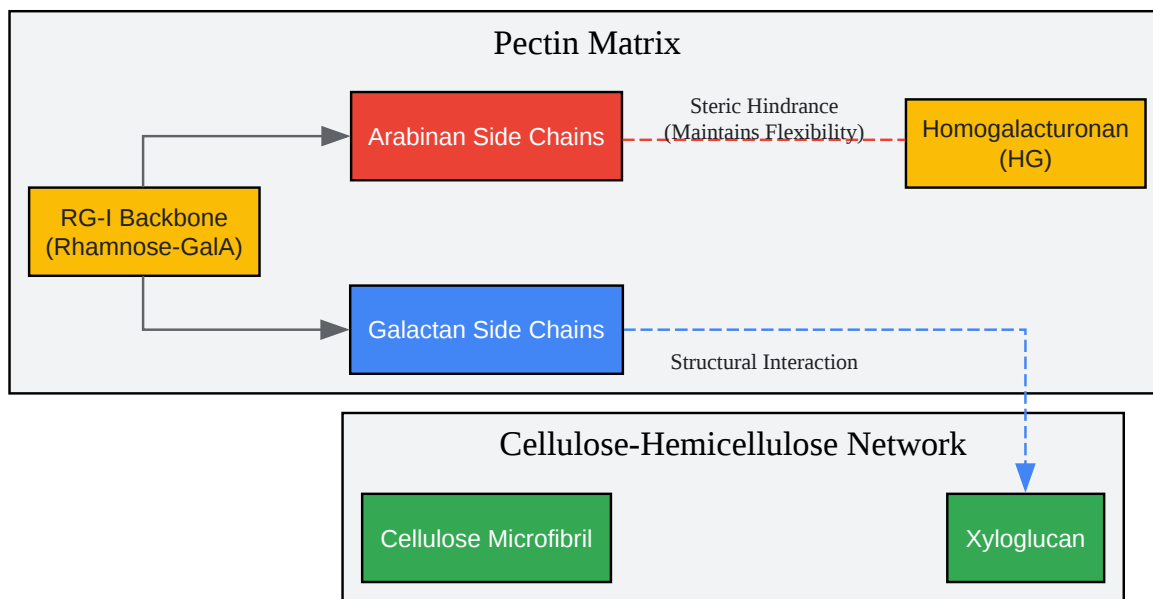 Pectin Matrix
Arabinan Side Chains
Steric Hindrance
(Maintains Flexibility)
Homogalacturonan
(HG)
RG-I Backbone
(Rhamnose-GalA)
Galactan Side Chains
Structural Interaction
Cellulose-Hemicellulose Network
Cellulose Microfibril
Xyloglucan